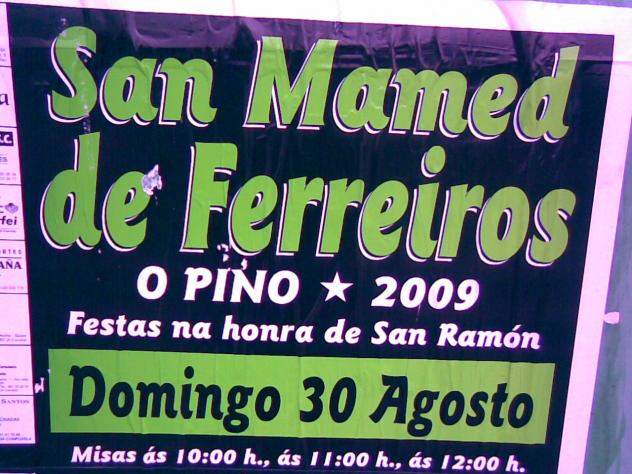 San Mamed
de Ferreiros
O PINO ★ 2009
Festas na honra de San Ramón
Domingo 30 Agosto
Misas ás 10:00 h., ás 11:00 h., ás 12:00 h.